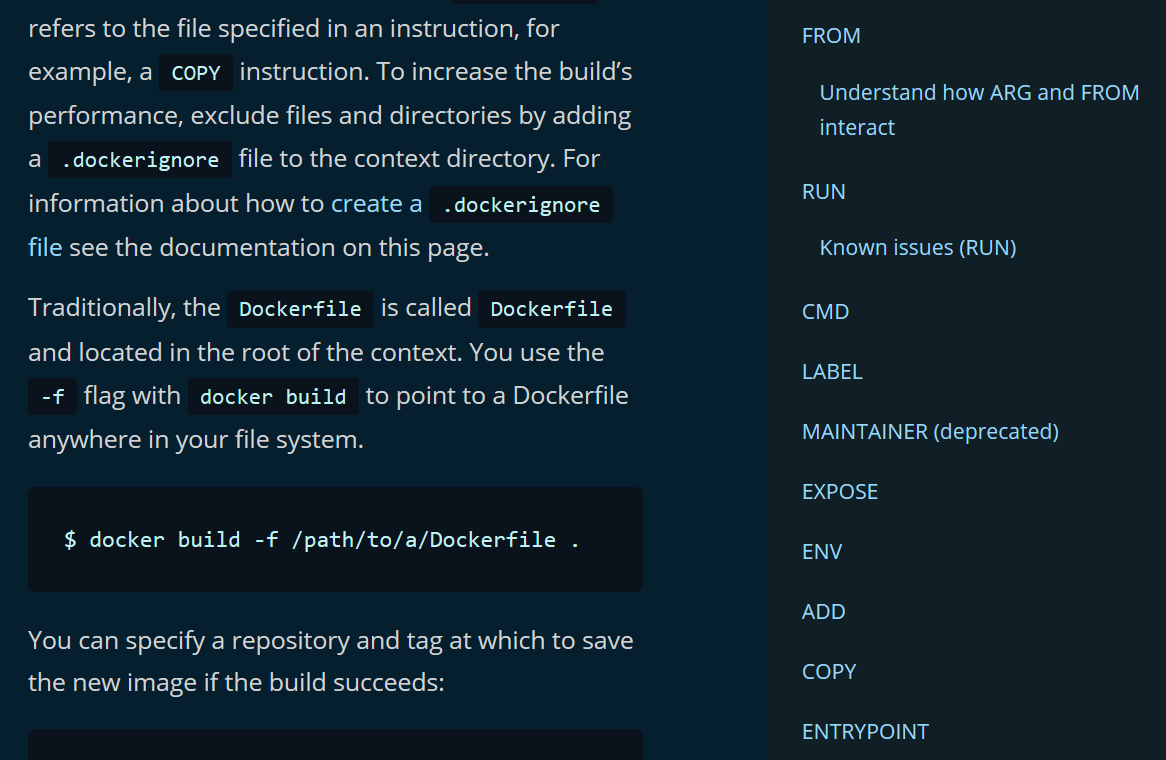 refers to the file specified in an instruction, for
example, a COPY instruction. To increase the build’s
performance, exclude files and directories by adding
a .dockerignore file to the context directory. For
information about how to create a .dockerignore
file see the documentation on this page.
Traditionally, the Dockerfile is called Dockerfile
and located in the root of the context. You use the
-f flag with docker build to point to a Dockerfile
anywhere in your file system.
$ docker build -f /path/to/a/Dockerfile .
You can specify a repository and tag at which to save
the new image if the build succeeds:
FROM
Understand how ARG and FROM
interact
RUN
Known issues (RUN)
CMD
LABEL
MAINTAINER (deprecated)
EXPOSE
ENV
ADD
COPY
ENTRYPOINT